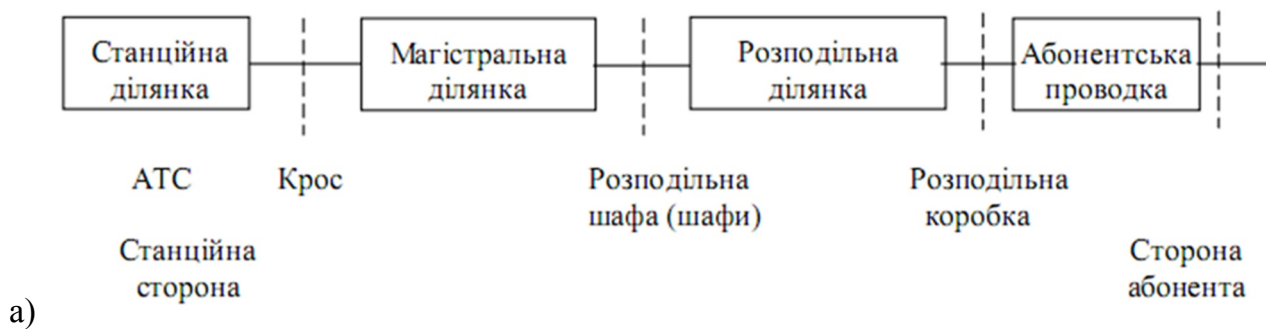 Станційна
ділянка
Магістральна
ділянка
Розподільна
ділянка
Абонентська
проводка
АТС
Крос
Розподільна
шафа (шафи)
Розподільна
коробка
Станційна
сторона
Сторона
абонента
а)